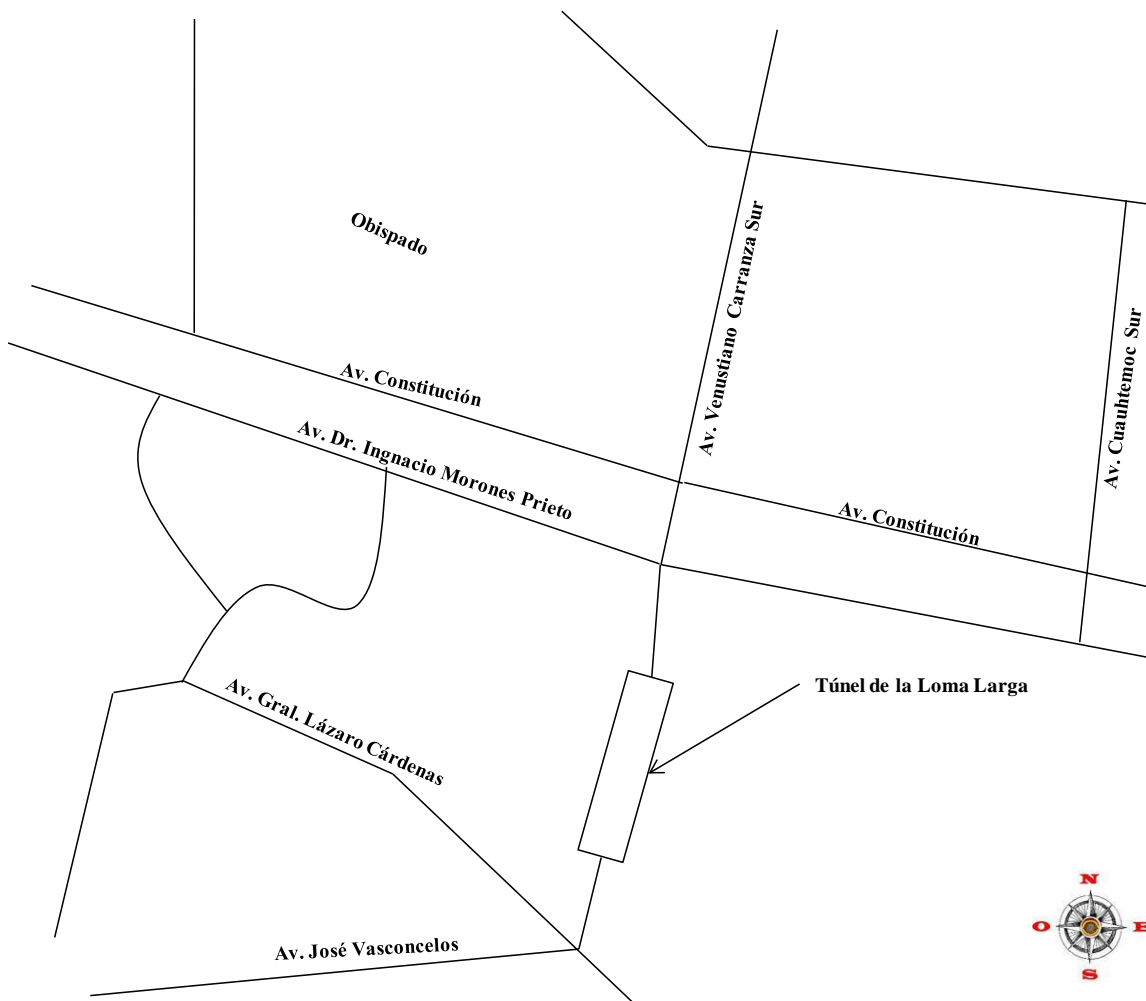 Obispado
Av. Venustiano Carranza Sur
Av. Cuauhtemoc Sur
Av. Constitución
Av. Dr. Ingnacio Morones Prieto
Av. Constitución
Túnel de la Loma Larga
Av. Gral. Lázaro Cárdenas
Av. José Vasconcelos
N
O
E
S